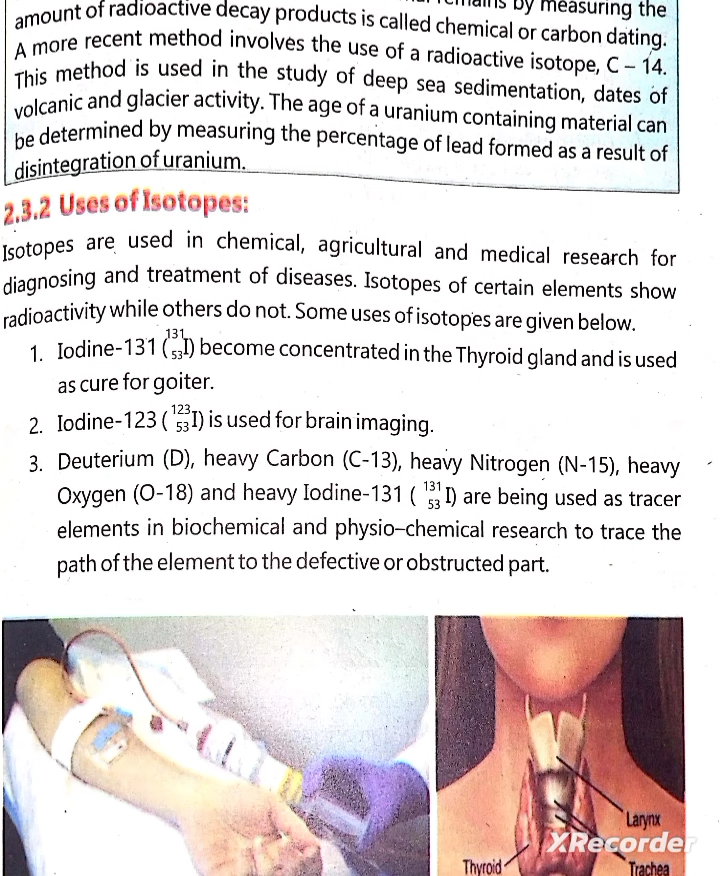 by measuring the
amount of radioactive decay products is called chemical or carbon dating.
A more recent method involves the use of a radioactive isotope, C – 14.
This method is used in the study of deep sea sedimentation, dates of
volcanic and glacier activity. The age of a uranium containing material can
be determined by measuring the percentage of lead formed as a result of
disintegration of uranium.
2.3.2 Uses of Isotopes:
Isotopes are used in chemical, agricultural and medical research for
diagnosing and treatment of diseases. Isotopes of certain elements show
radioactivity while others do not. Some uses of isotopes are given below.
1. Iodine-131 (¹³¹₅₃I) become concentrated in the Thyroid gland and is used
as cure for goiter.
2. Iodine-123 (¹²³₅₃I) is used for brain imaging.
3. Deuterium (D), heavy Carbon (C-13), heavy Nitrogen (N-15), heavy
Oxygen (O-18) and heavy Iodine-131 (¹³¹₅₃I) are being used as tracer
elements in biochemical and physio–chemical research to trace the
path of the element to the defective or obstructed part.
Larynx
XRecorder
Thyroid
Trachea